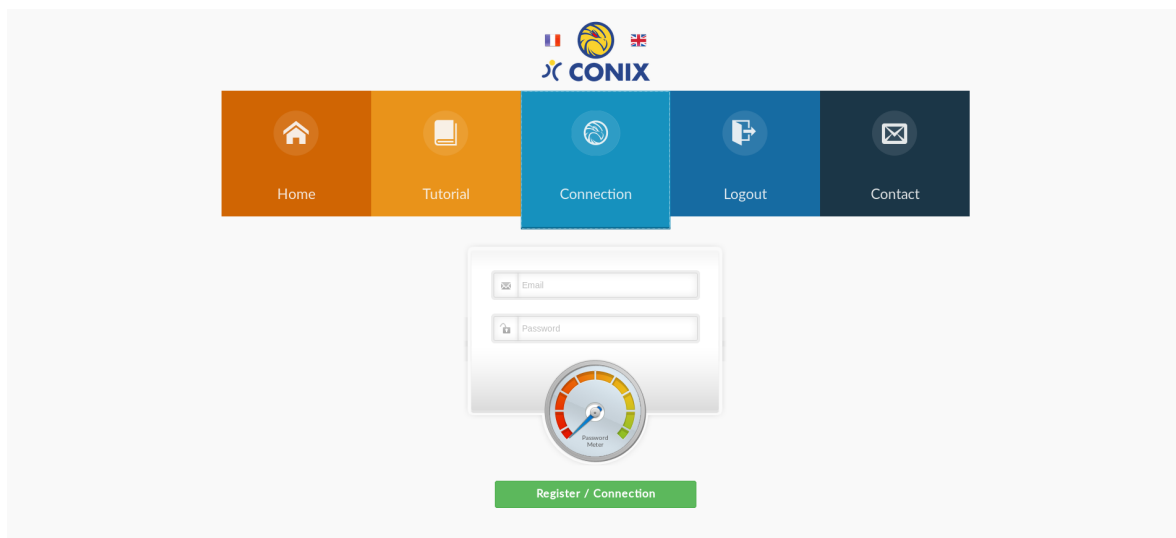 CONIX
Home
Tutorial
Connection
Logout
Contact
Email
Password
Password
Meter
Register / Connection